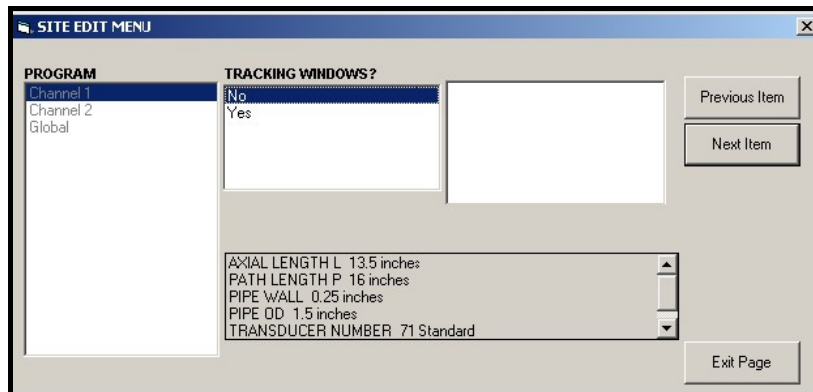 SITE EDIT MENU
PROGRAM
Channel 1
Channel 2
Global
TRACKING WINDOWS?
No
Yes
Previous Item
Next Item
AXIAL LENGTH L 13.5 inches
PATH LENGTH P 16 inches
PIPE WALL 0.25 inches
PIPE OD 1.5 inches
TRANSDUCER NUMBER 71 Standard
Exit Page